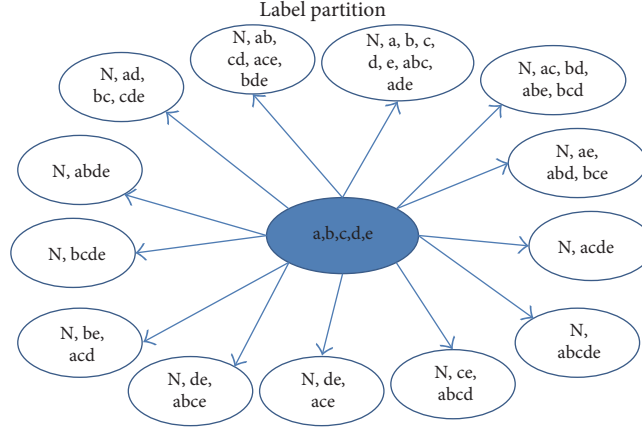 Label partition
N, ab,
cd, ace,
bde
N, a, b, c,
d, e, abc,
ade
N, ad,
bc, cde
N, ac, bd,
abe, bcd
N, abde
N, ae,
abd, bce
a,b,c,d,e
N, bcde
N, acde
N, be,
acd
N,
abcde
N, de,
abce
N, de,
ace
N, ce,
abcd